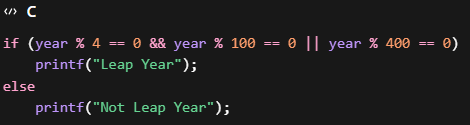 </> C
if (year % 4 == 0 && year % 100 == 0 || year % 400 == 0)
    printf("Leap Year");
else
    printf("Not Leap Year");